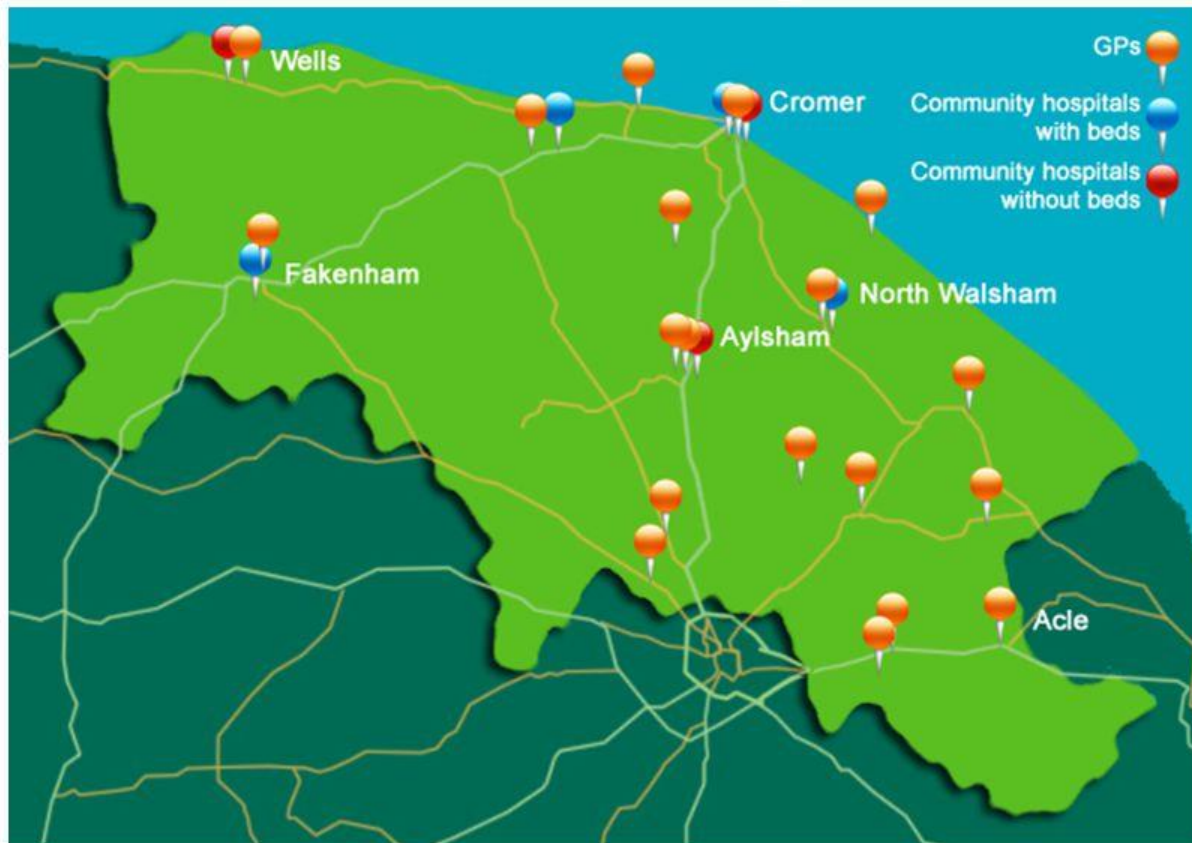 GPs
Community hospitals
with beds
Community hospitals
without beds
Wells
Cromer
Fakenham
North Walsham
Aylsham
Acle